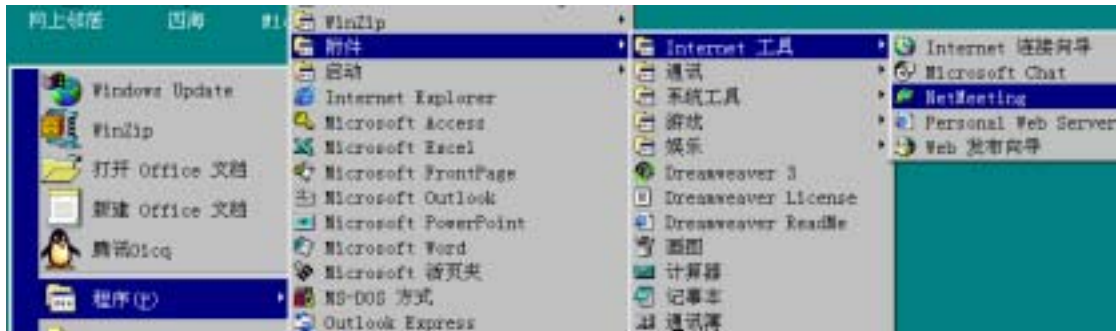 网上邻居
四海
Windows Update
WinZip
打开 Office 文档
新建 Office 文档
腾讯Oicq
程序(P)
WinZip
附件
启动
Internet Explorer
Microsoft Access
Microsoft Excel
Microsoft FrontPage
Microsoft Outlook
Microsoft PowerPoint
Microsoft Word
Microsoft 活页夹
MS-DOS 方式
Outlook Express
Internet 工具
通讯
系统工具
游戏
娱乐
Dreamweaver 3
Dreamweaver License
Dreamweaver ReadMe
画图
计算器
记事本
通讯簿
Internet 连接向导
Microsoft Chat
NetMeeting
Personal Web Server
Web 发布向导